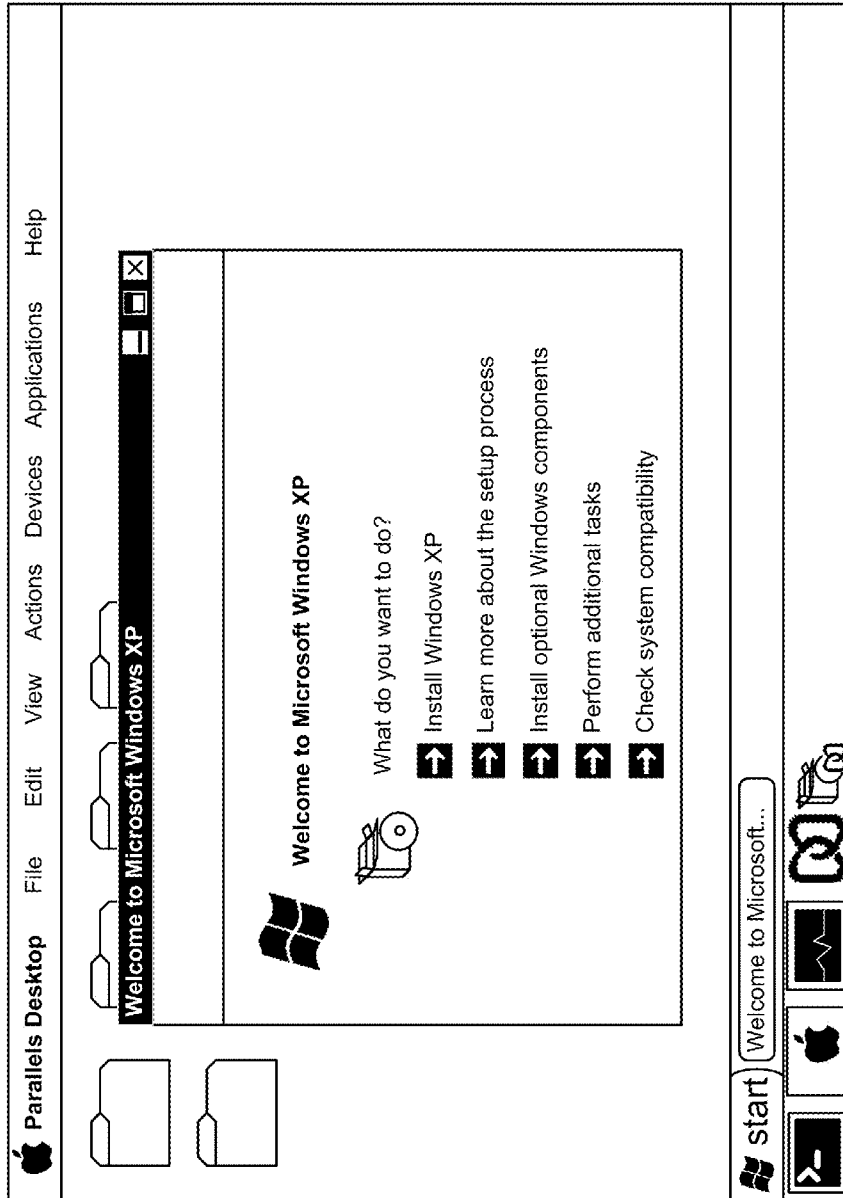 Parallels Desktop File Edit View Actions Devices Applications Help
Welcome to Microsoft Windows XP
Welcome to Microsoft Windows XP
What do you want to do?
Install Windows XP
Learn more about the setup process
Install optional Windows components
Perform additional tasks
Check system compatibility
start Welcome to Microsoft...